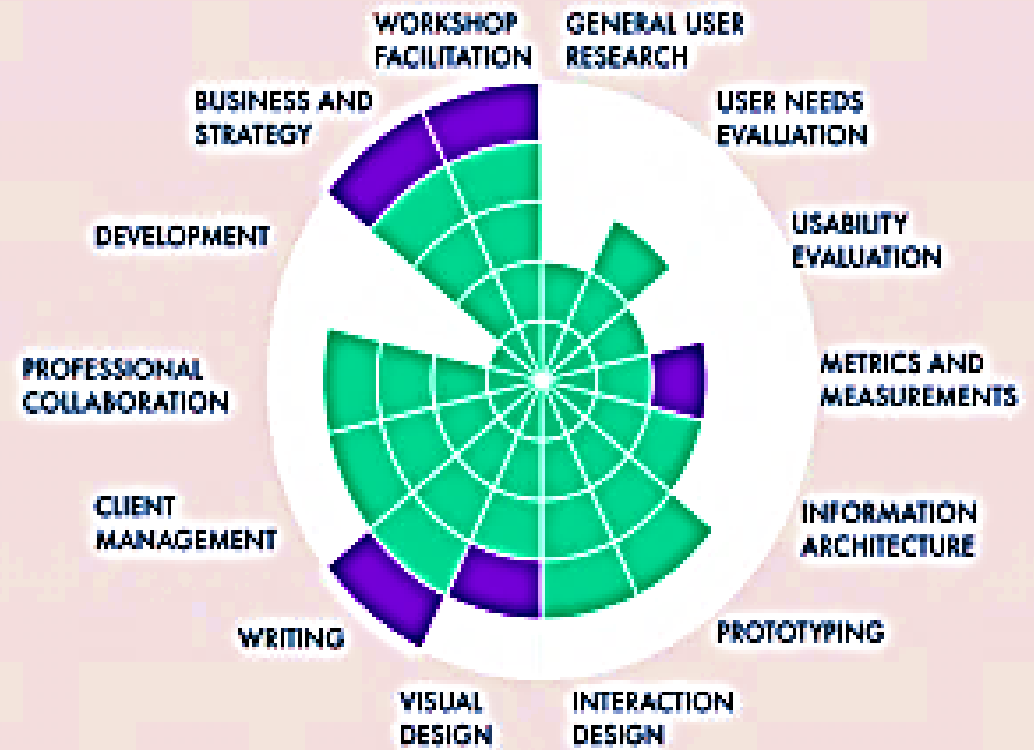 WORKSHOP
FACILITATION
GENERAL USER
RESEARCH
USER NEEDS
EVALUATION
USABILITY
EVALUATION
METRICS AND
MEASUREMENTS
INFORMATION
ARCHITECTURE
PROTOTYPING
INTERACTION
DESIGN
VISUAL
DESIGN
WRITING
CLIENT
MANAGEMENT
PROFESSIONAL
COLLABORATION
DEVELOPMENT
BUSINESS AND
STRATEGY